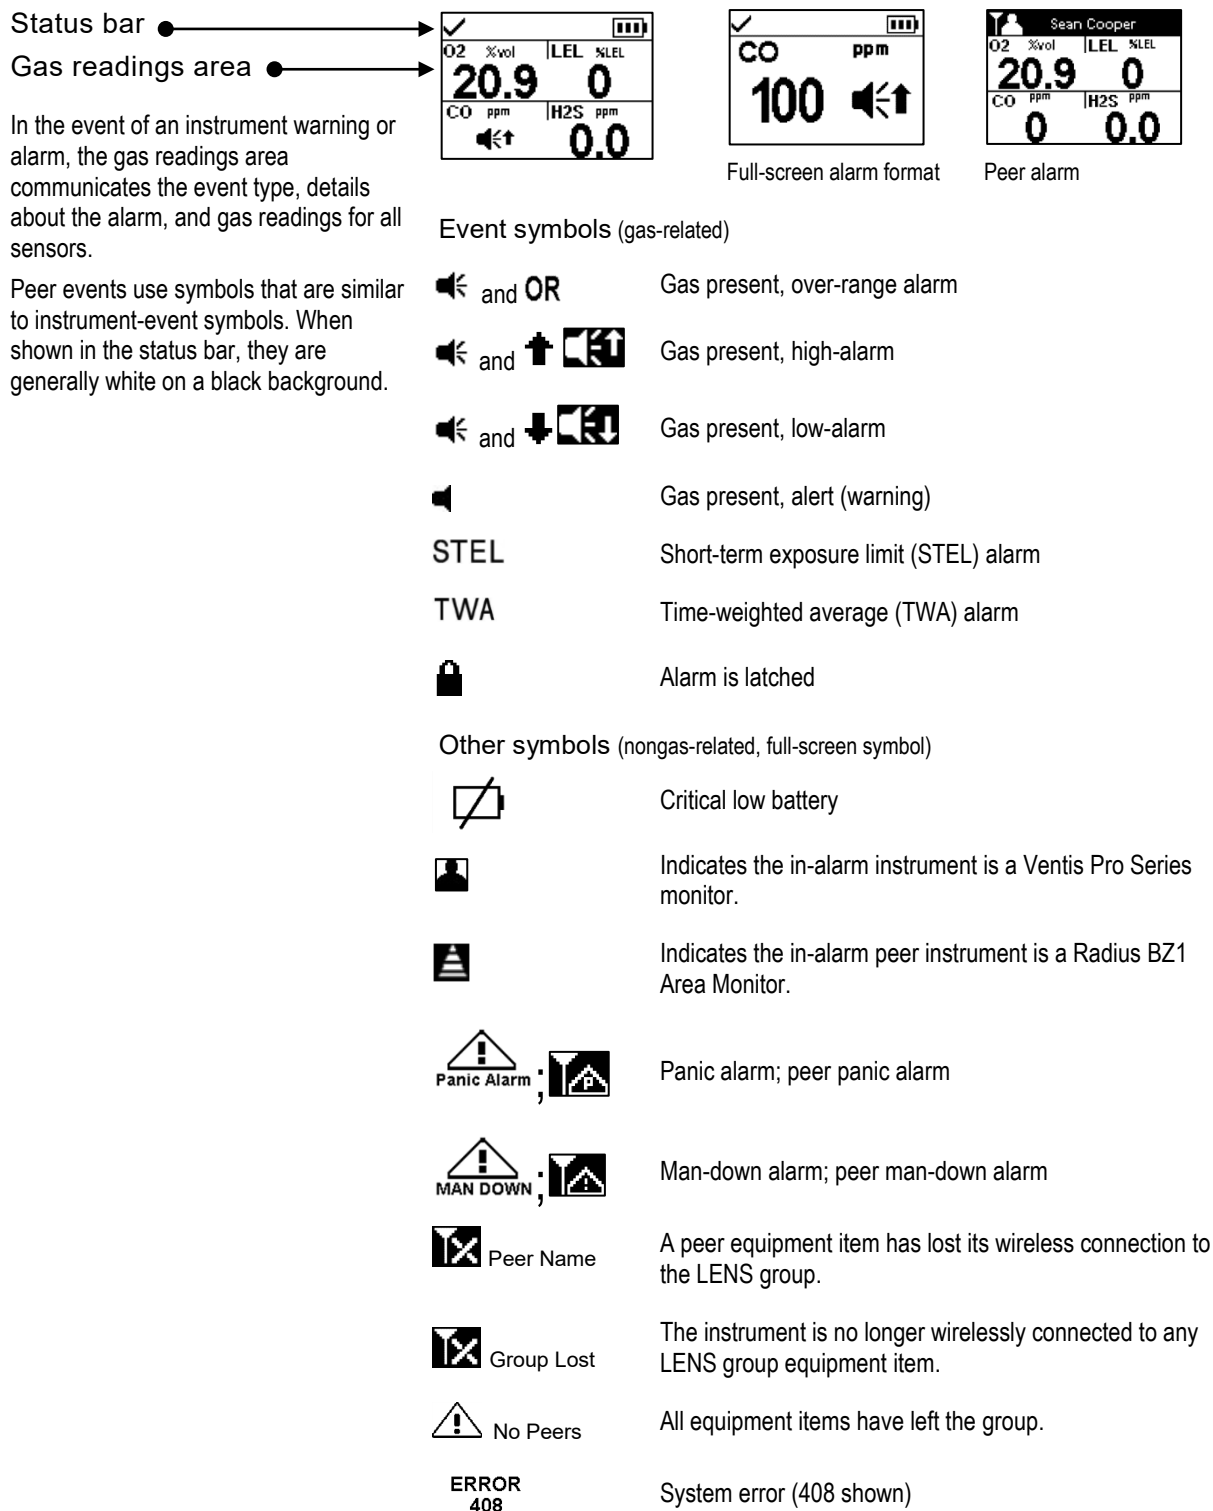 Status bar
Gas readings area
In the event of an instrument warning or
alarm, the gas readings area
communicates the event type, details
about the alarm, and gas readings for all
sensors.
Peer events use symbols that are similar
to instrument-event symbols. When
shown in the status bar, they are
generally white on a black background.
O2 %vol LEL %LEL
20.9 0
CO ppm H2S ppm
0.0
CO ppm
100
Full-screen alarm format
Sean Cooper
O2 %vol LEL %LEL
20.9 0
CO ppm H2S ppm
0 0.0
Peer alarm
Event symbols (gas-related)
and OR Gas present, over-range alarm
and Gas present, high-alarm
and Gas present, low-alarm
Gas present, alert (warning)
STEL Short-term exposure limit (STEL) alarm
TWA Time-weighted average (TWA) alarm
Alarm is latched
Other symbols (nongas-related, full-screen symbol)
Critical low battery
Indicates the in-alarm instrument is a Ventis Pro Series
monitor.
Indicates the in-alarm peer instrument is a Radius BZ1
Area Monitor.
!
Panic Alarm ; P Panic alarm; peer panic alarm
!
MAN DOWN ; ! Man-down alarm; peer man-down alarm
Peer Name A peer equipment item has lost its wireless connection to
the LENS group.
Group Lost The instrument is no longer wirelessly connected to any
LENS group equipment item.
! No Peers All equipment items have left the group.
ERROR
408 System error (408 shown)